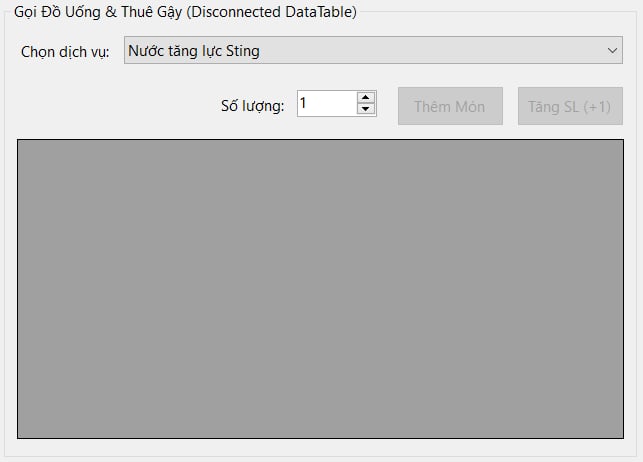 Gọi Đồ Uống & Thuê Gậy (Disconnected DataTable)
Chọn dịch vụ: Nước tăng lực Sting
Số lượng: 1 Thêm Món Tăng SL (+1)